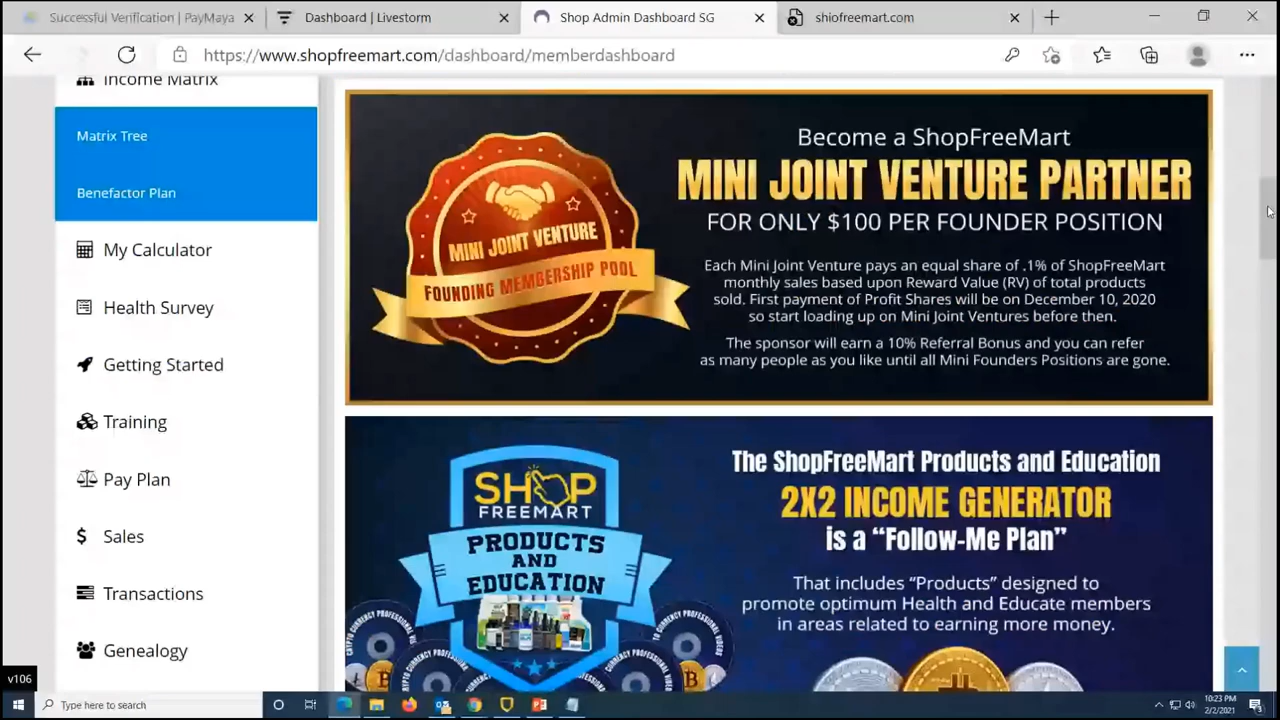 Successful Verification | PayMaya
Dashboard | Livestorm
Shop Admin Dashboard SG
shiofreemart.com
https://www.shopfreemart.com/dashboard/memberdashboard
Income Matrix
Matrix Tree
Benefactor Plan
My Calculator
Health Survey
Getting Started
Training
Pay Plan
Sales
Transactions
Genealogy
v106
MINI JOINT VENTURE
FOUNDING MEMBERSHIP POOL
Become a ShopFreeMart
MINI JOINT VENTURE PARTNER
FOR ONLY $100 PER FOUNDER POSITION
Each Mini Joint Venture pays an equal share of .1% of ShopFreeMart
monthly sales based upon Reward Value (RV) of total products
sold. First payment of Profit Shares will be on December 10, 2020
so start loading up on Mini Joint Ventures before then.
The sponsor will earn a 10% Referral Bonus and you can refer
as many people as you like until all Mini Founders Positions are gone.
SHOP
FREEMART
PRODUCTS
AND
EDUCATION
The ShopFreeMart Products and Education
2X2 INCOME GENERATOR
is a “Follow-Me Plan”
That includes “Products” designed to
promote optimum Health and Educate members
in areas related to earning more money.
Type here to search
10:23 PM
2/2/2021